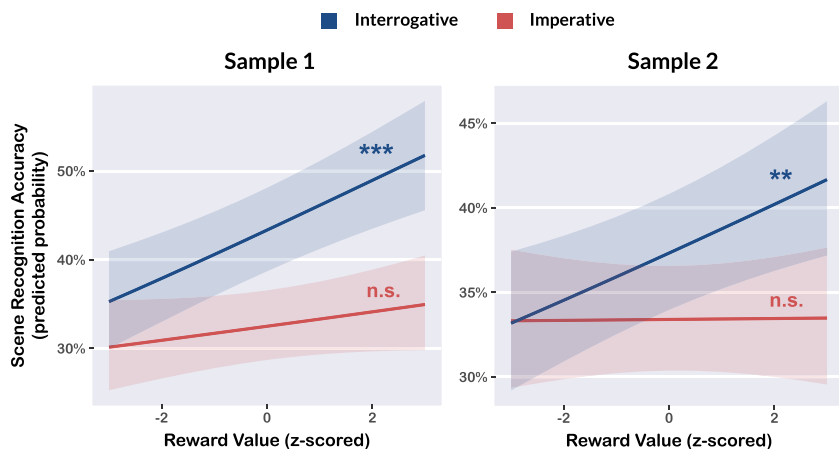 Interrogative Imperative
Sample 1
Sample 2
Scene Recognition Accuracy
(predicted probability)
50%
40%
30%
***
n.s.
-2 0 2
Reward Value (z-scored)
45%
40%
35%
30%
**
n.s.
-2 0 2
Reward Value (z-scored)